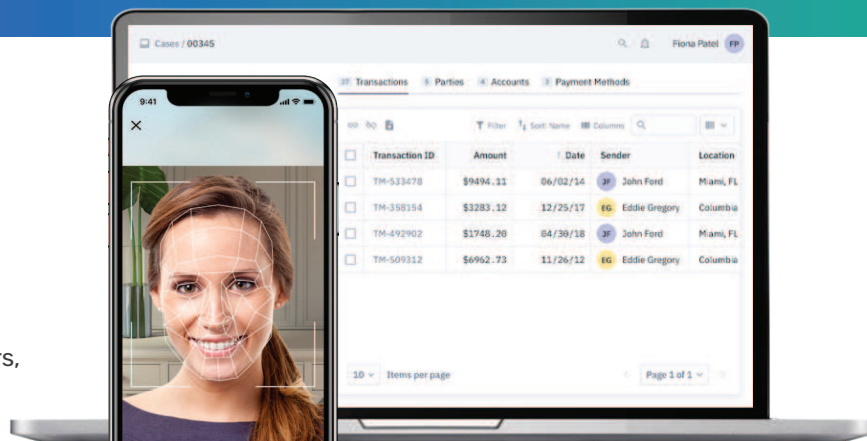 Cases / 00345
Fiona Patel FP
27 Transactions 5 Parties 4 Accounts 3 Payment Methods
9:41
Filter Sort: Name Columns
Transaction ID Amount ↑ Date Sender Location
TM-533478 $9494.11 06/02/14 JF John Ford Miami, FL
TM-358154 $3283.12 12/25/17 EG Eddie Gregory Columbia
TM-492902 $1748.20 04/30/18 JF John Ford Miami, FL
TM-509312 $6962.73 11/26/12 EG Eddie Gregory Columbia
rs,
10 Items per page Page 1 of 1